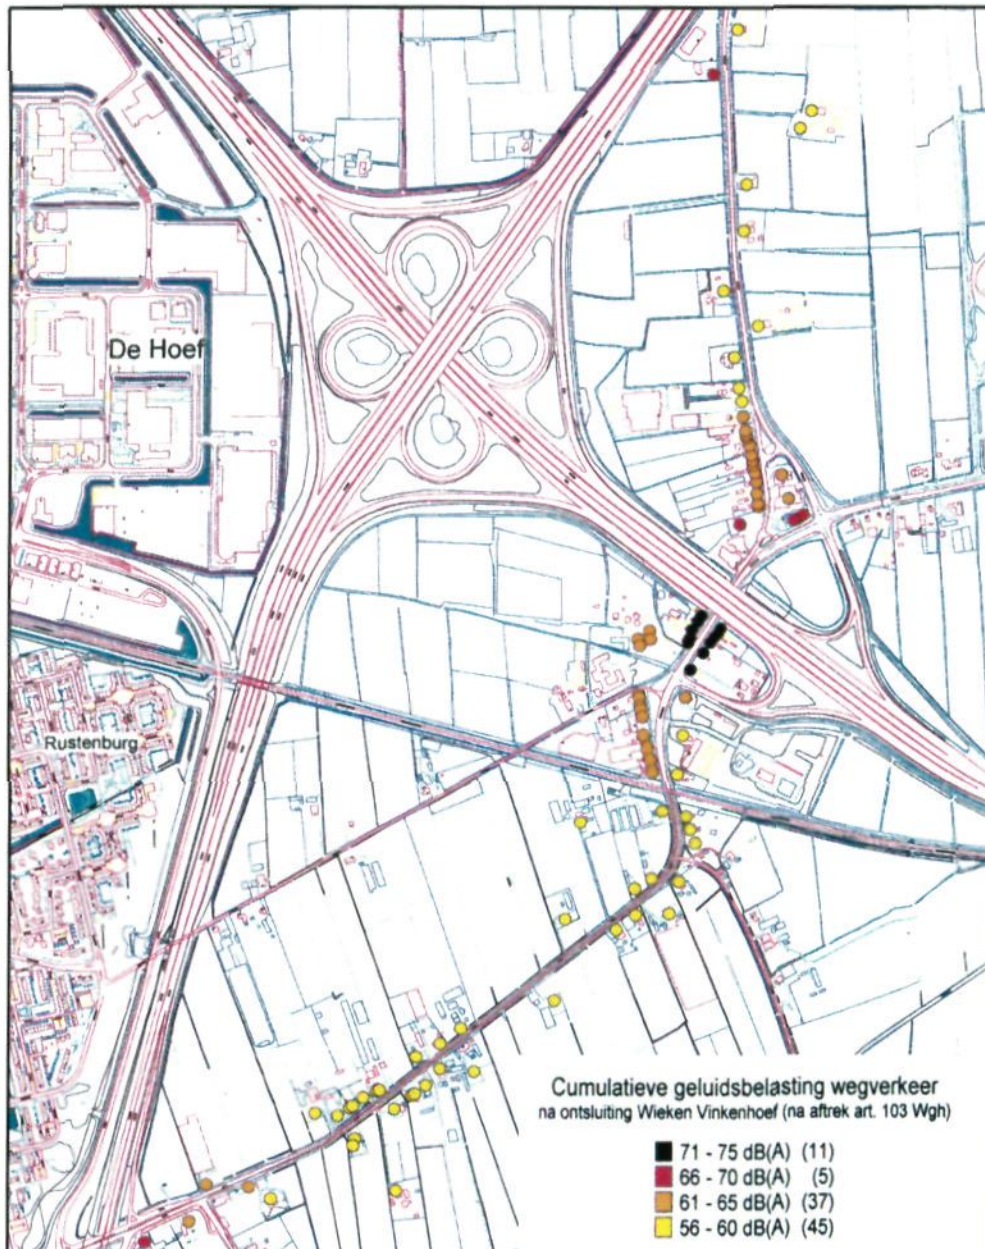 De Hoef
Rustenburg
Cumulatieve geluidsbelasting wegverkeer
na ontsluiting Wieken Vinkenhoef (na aftrek art. 103 Wgh)
71 - 75 dB(A) (11)
66 - 70 dB(A) (5)
61 - 65 dB(A) (37)
56 - 60 dB(A) (45)